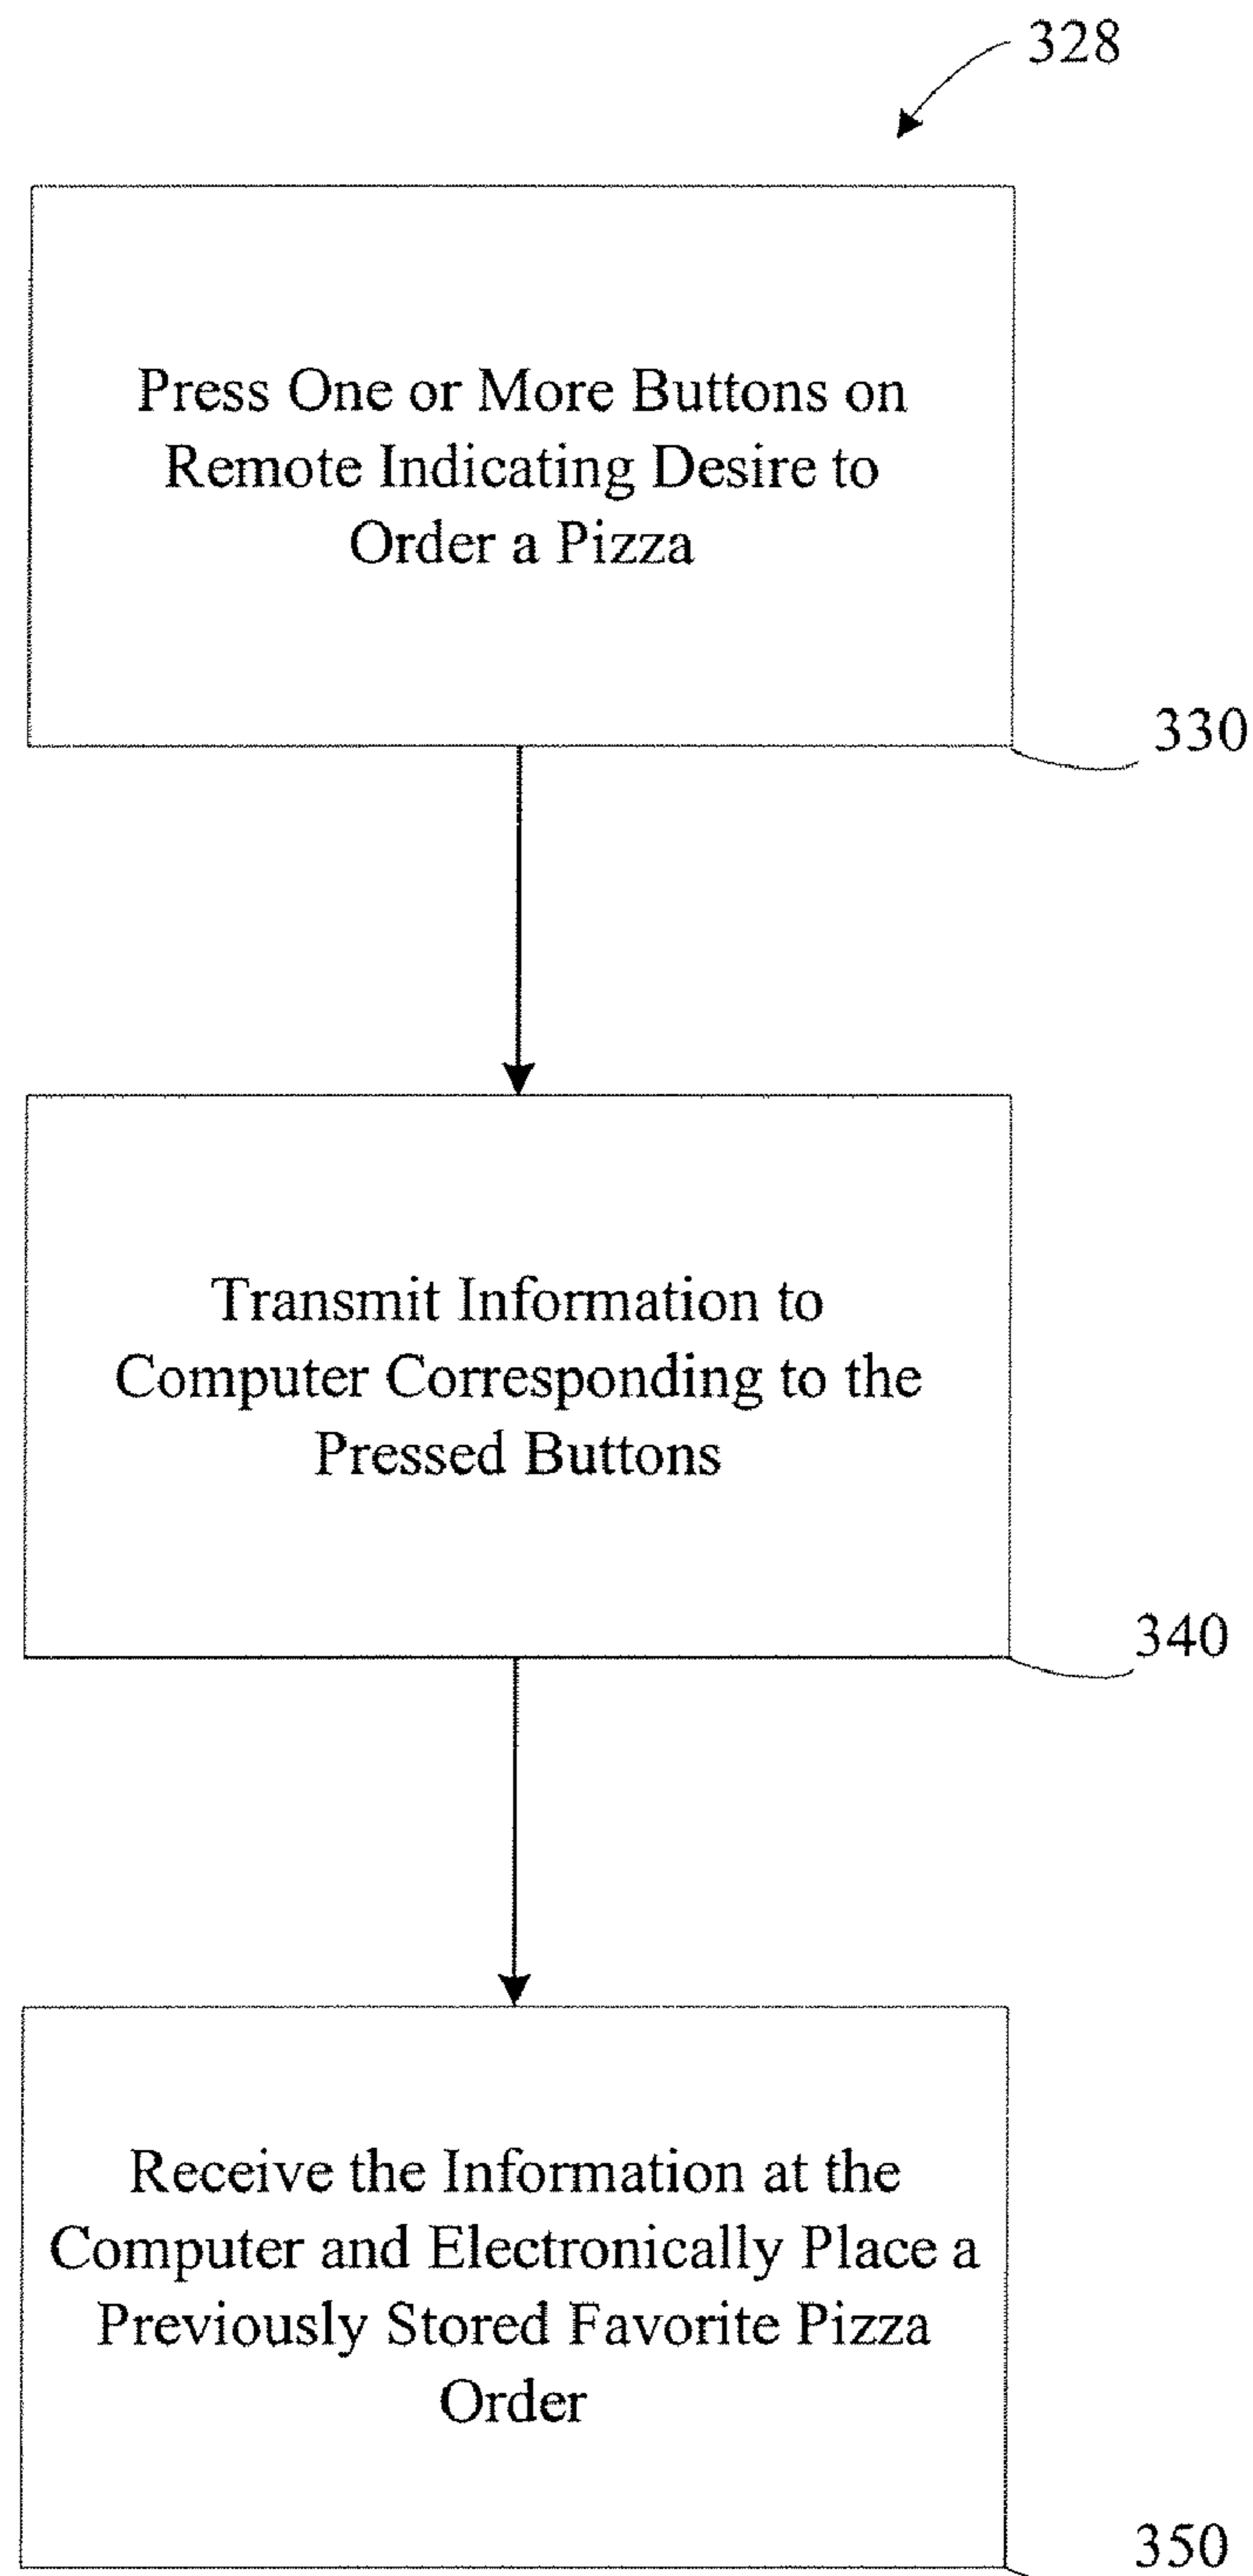 328
Press One or More Buttons on
Remote Indicating Desire to
Order a Pizza
330
Transmit Information to
Computer Corresponding to the
Pressed Buttons
340
Receive the Information at the
Computer and Electronically Place a
Previously Stored Favorite Pizza
Order
350